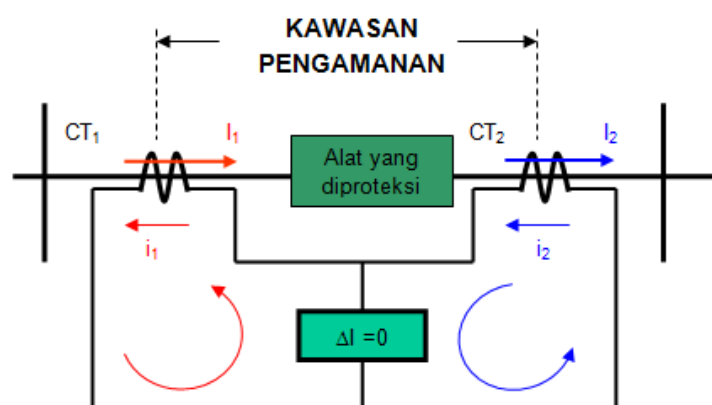 KAWASAN
PENGAMANAN
CT₁
I₁
CT₂
I₂
Alat yang
diproteksi
i₁
i₂
ΔI =0